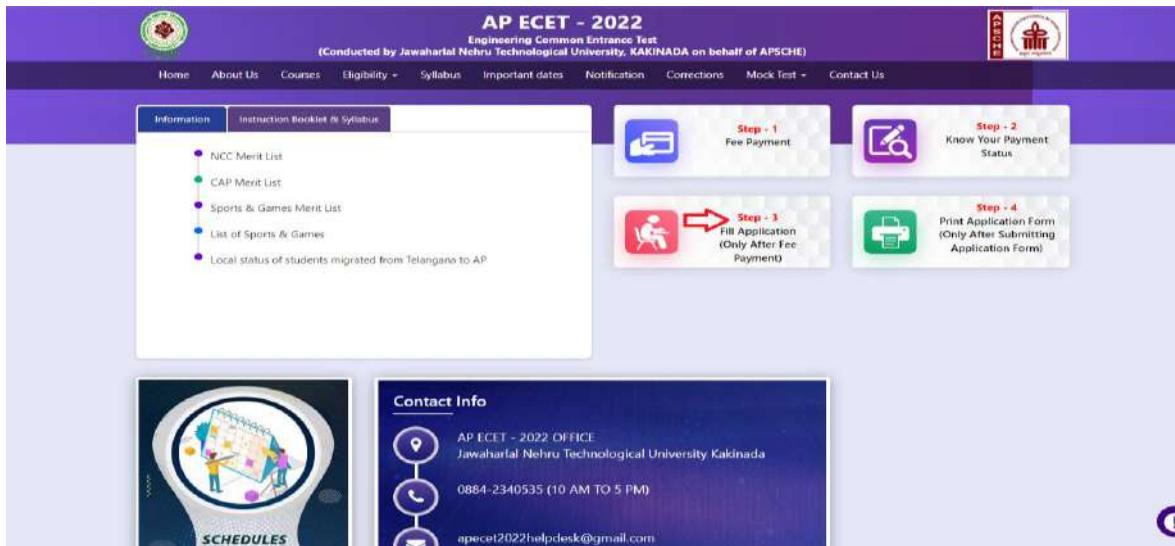 AP ECET - 2022
Engineering Common Entrance Test
(Conducted by Jawaharlal Nehru Technological University, KAKINADA on behalf of APSCHE)
APSCHE
Home About Us Courses Eligibility Syllabus Important dates Notification Corrections Mock Test Contact Us
Information Instruction Booklet & Syllabus
NCC Merit List
CAP Merit List
Sports & Games Merit List
List of Sports & Games
Local status of students migrated from Telangana to AP
Step - 1
Fee Payment
Step - 2
Know Your Payment
Status
Step - 3
Fill Application
(Only After Fee
Payment)
Step - 4
Print Application Form
(Only After Submitting
Application Form)
SCHEDULES
Contact Info
AP ECET - 2022 OFFICE
Jawaharlal Nehru Technological University Kakinada
0884-2340535 (10 AM TO 5 PM)
apecet2022helpdesk@gmail.com